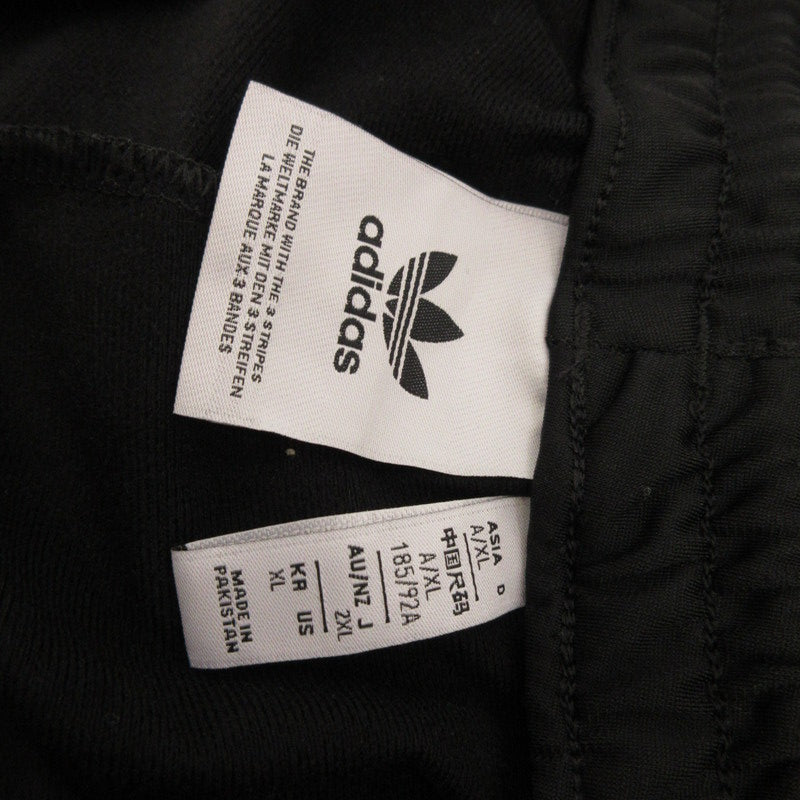 adidas
THE BRAND WITH THE 3 STRIPES
DIE WELTMARKE MIT DEN 3 STREIFEN
LA MARQUE AUX 3 BANDES
ASIA D
A/XL
中国尺码
A/XL
185/92A
AU/NZ J
2XL
KR US
XL
MADE IN
PAKISTAN